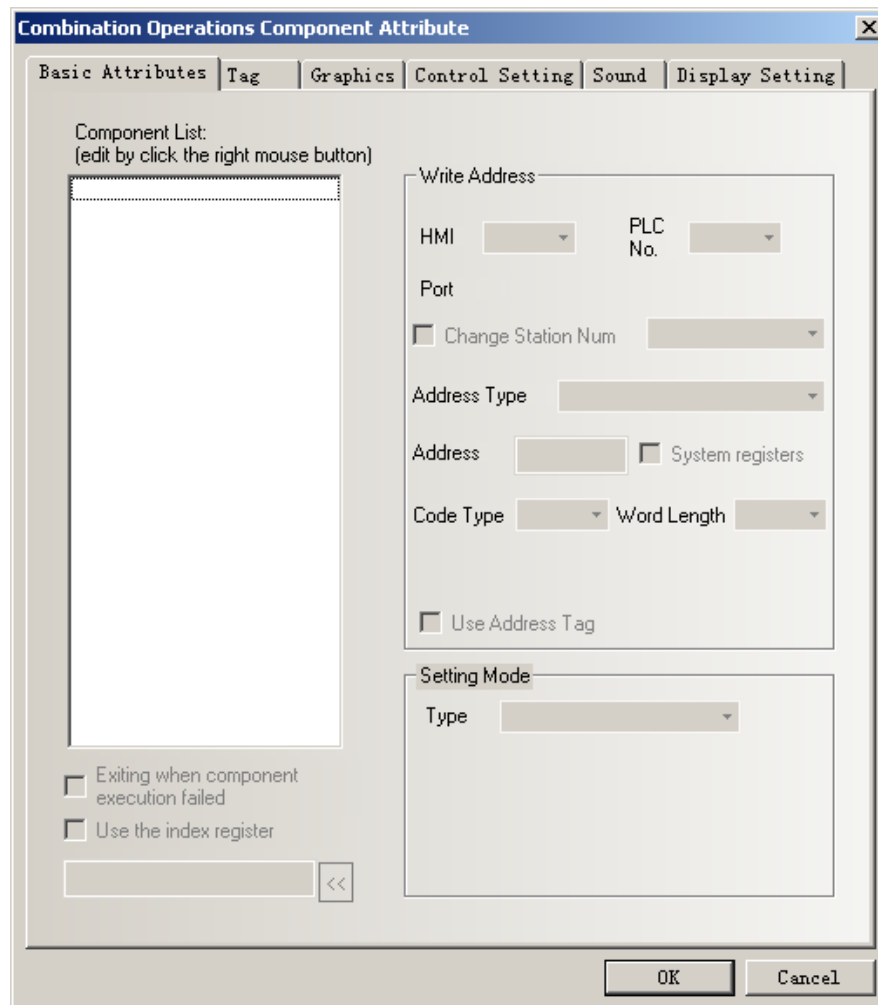 Combination Operations Component Attribute
Basic Attributes Tag Graphics Control Setting Sound Display Setting
Component List:
(edit by click the right mouse button)
Write Address
HMI
PLC
No.
Port
Change Station Num
Address Type
Address
System registers
Code Type
Word Length
Use Address Tag
Setting Mode
Type
Exiting when component
execution failed
Use the index register
<<
OK
Cancel